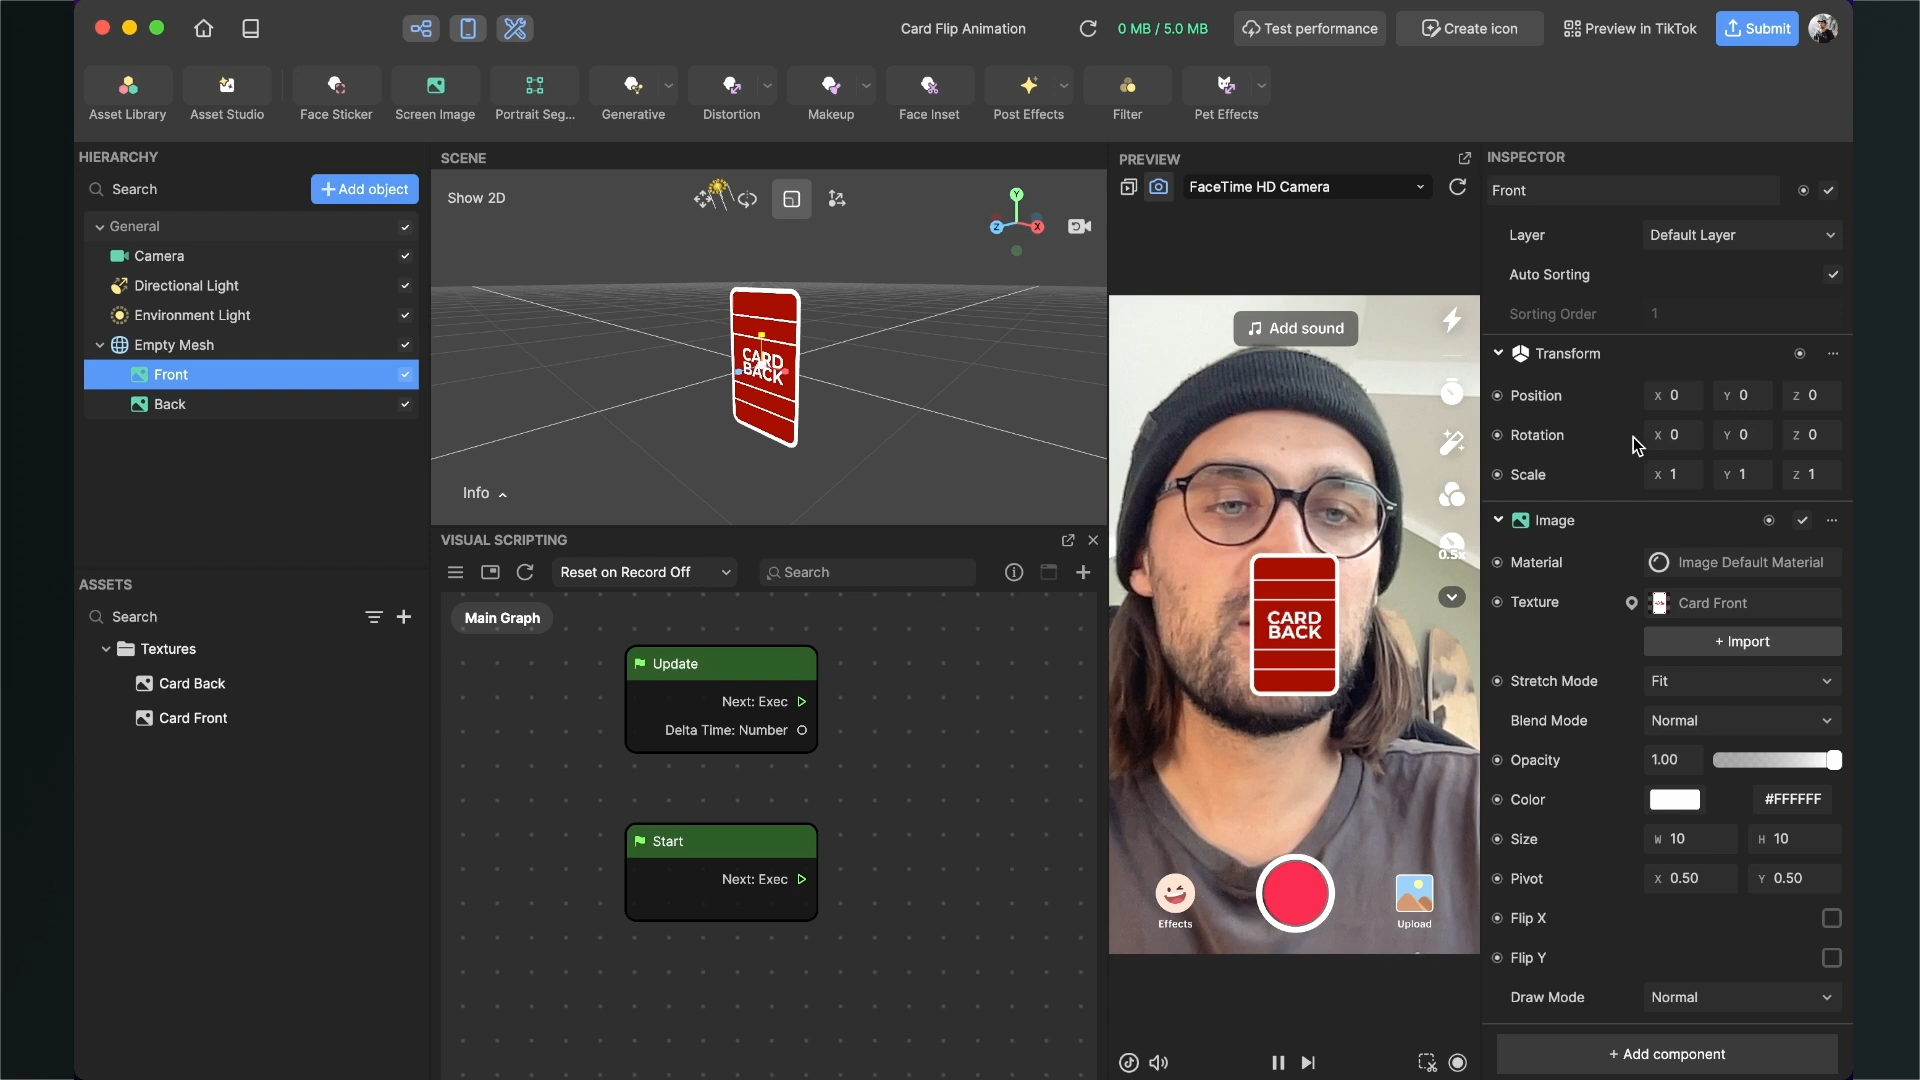 Card Flip Animation
0 MB / 5.0 MB
Test performance
Create icon
Preview in TikTok
Submit
Asset Library
Asset Studio
Face Sticker
Screen Image
Portrait Seg...
Generative
Distortion
Makeup
Face Inset
Post Effects
Filter
Pet Effects
HIERARCHY
Search
+ Add object
General
Camera
Directional Light
Environment Light
Empty Mesh
Front
Back
ASSETS
Search
Textures
Card Back
Card Front
SCENE
Show 2D
Y
Z
X
CARD
BACK
Info
VISUAL SCRIPTING
Reset on Record Off
Search
Main Graph
Update
Next: Exec
Delta Time: Number
Start
Next: Exec
PREVIEW
FaceTime HD Camera
Add sound
0.5x
CARD
BACK
Effects
Upload
INSPECTOR
Front
Layer
Default Layer
Auto Sorting
Sorting Order
1
Transform
Position
X 0
Y 0
Z 0
Rotation
X 0
Y 0
Z 0
Scale
X 1
Y 1
Z 1
Image
Material
Image Default Material
Texture
Card Front
+ Import
Stretch Mode
Fit
Blend Mode
Normal
Opacity
1.00
Color
#FFFFFF
Size
W 10
H 10
Pivot
X 0.50
Y 0.50
Flip X
Flip Y
Draw Mode
Normal
+ Add component